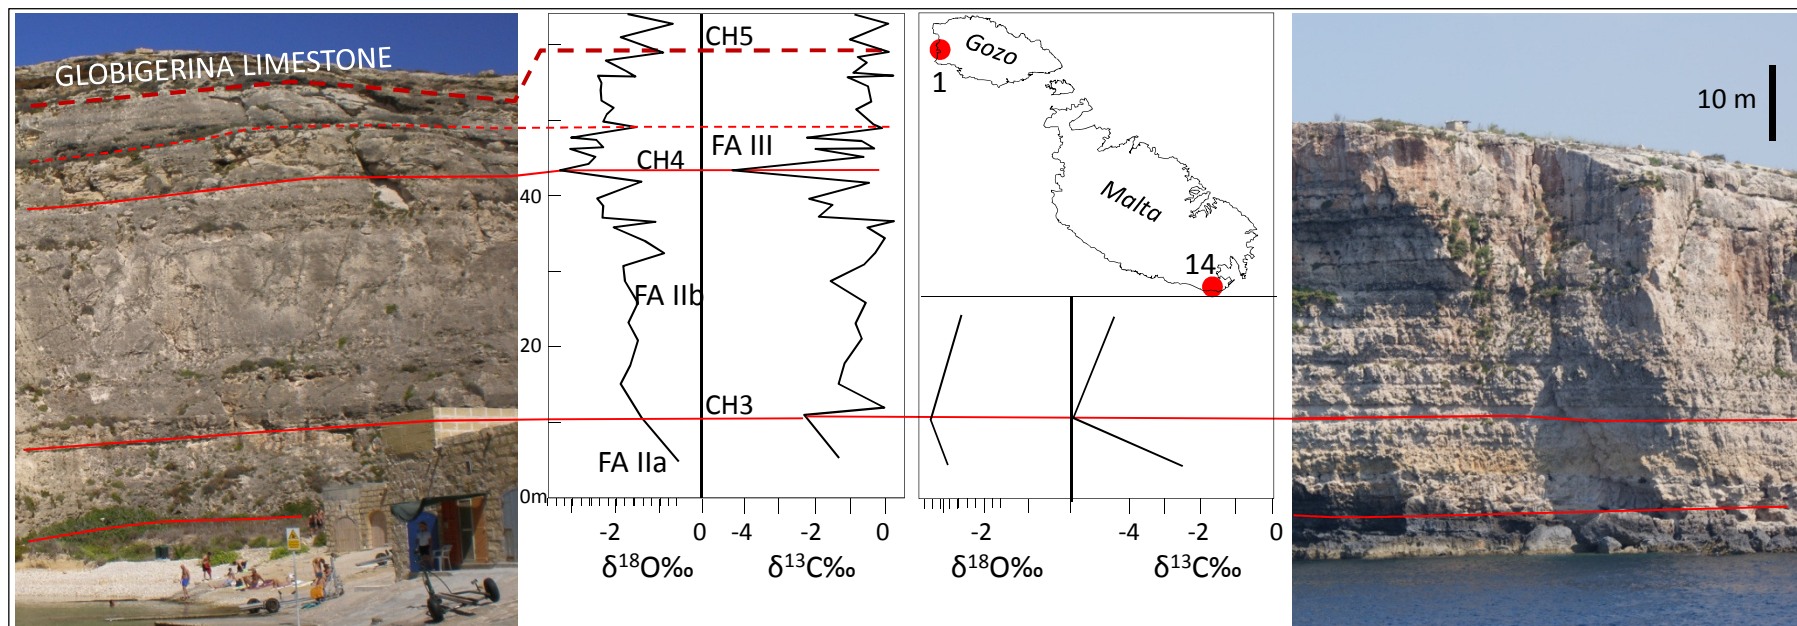 GLOBIGERINA LIMESTONE
CH5
FA III
CH4
40
FA IIb
20
CH3
FA IIa
0m
-2
0
-4
-2
0
δ¹⁸O‰
δ¹³C‰
Gozo
1
Malta
14
-2
-4
-2
0
δ¹⁸O‰
δ¹³C‰
10 m